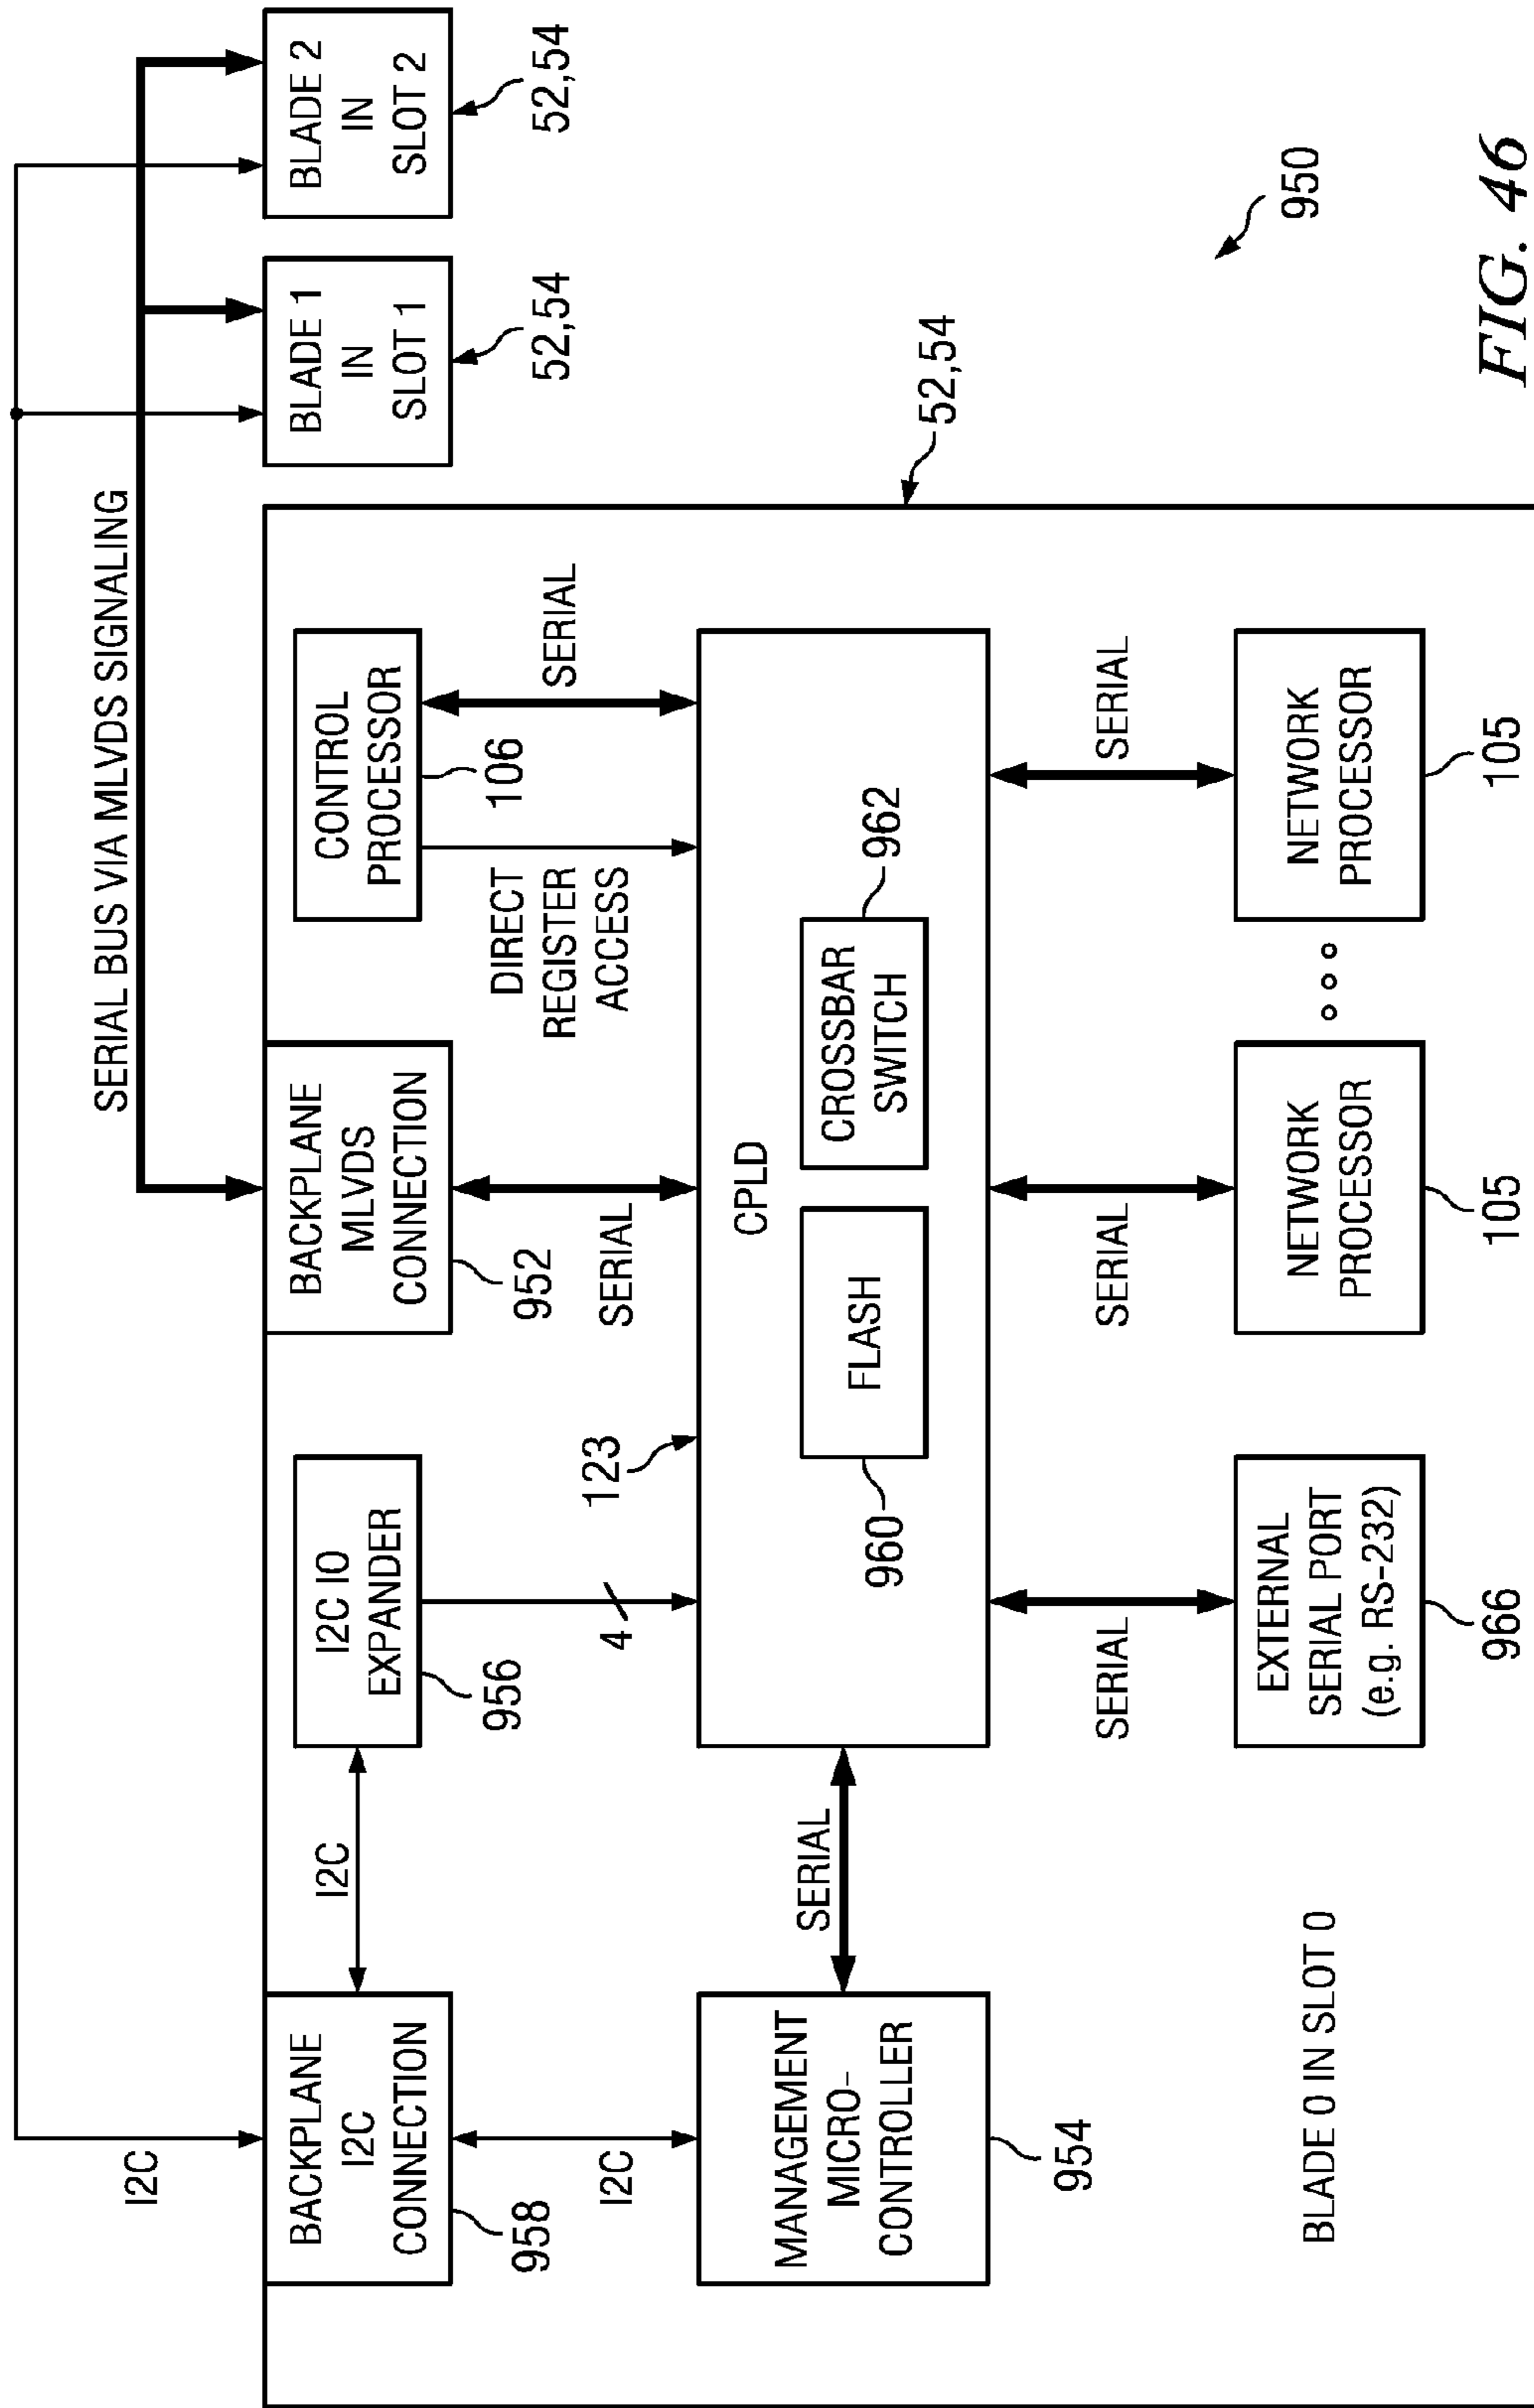 I2C
SERIAL BUS VIA MLVDS SIGNALING
BACKPLANE
I2C
CONNECTION
958
I2C
I2C IO
EXPANDER
956
BACKPLANE
MLVDS
CONNECTION
952
CONTROL
PROCESSOR
106
BLADE 1
IN
SLOT 1
52,54
BLADE 2
IN
SLOT 2
52,54
I2C
4
SERIAL
DIRECT
REGISTER
ACCESS
SERIAL
52,54
MANAGEMENT
MICRO-
CONTROLLER
954
SERIAL
123
CPLD
FLASH
960
CROSSBAR
SWITCH
962
SERIAL
SERIAL
SERIAL
EXTERNAL
SERIAL PORT
(e.g. RS-232)
966
NETWORK
PROCESSOR
105
NETWORK
PROCESSOR
105
BLADE 0 IN SLOT 0
950
FIG. 46